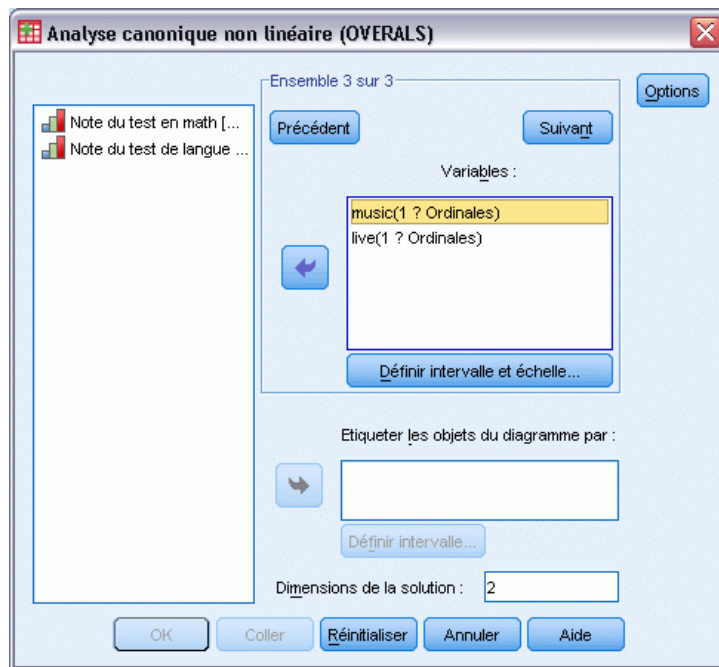 Analyse canonique non linéaire (OVERALS)
Ensemble 3 sur 3
Options
Note du test en math [...
Note du test de langue ...
Précédent
Suivant
Variables :
music(1 ? Ordinales)
live(1 ? Ordinales)
Définir intervalle et échelle...
Etiqueter les objets du diagramme par :
Définir intervalle...
Dimensions de la solution :
2
OK
Coller
Réinitialiser
Annuler
Aide